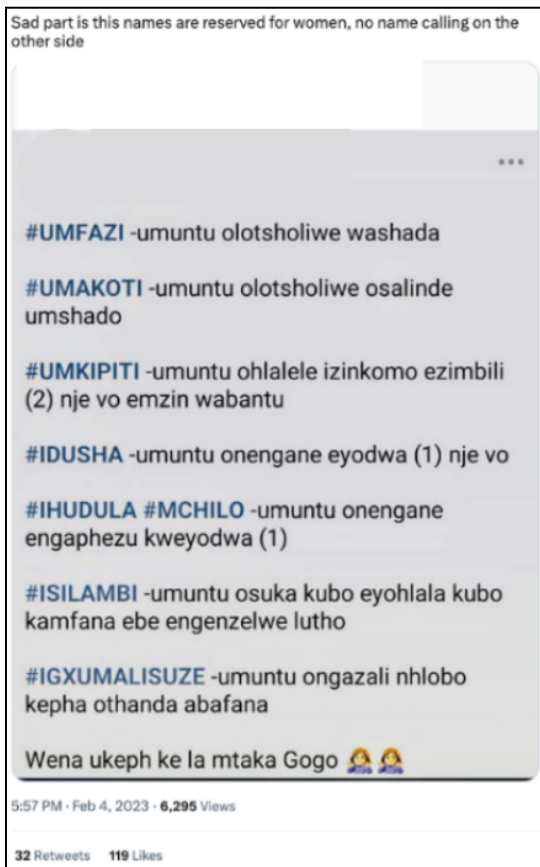 Sad part is this names are reserved for women, no name calling on the
other side
#UMFAZI -umuntu olotsholiwe washada
#UMAKOTI -umuntu olotsholiwe osalinde
umshado
#UMKIPITI -umuntu ohlalele izinkomo ezimbili
(2) nje vo emzin wabantu
#IDUSHA -umuntu onengane eyodwa (1) nje vo
#IHUDULA #MCHILO -umuntu onengane
engaphezu kweyodwa (1)
#ISILAMBI -umuntu osuka kubo eyohlala kubo
kamfana ebe engenzelwe lutho
#IGXUMALISUZE -umuntu ongazali nhlobo
kepha othanda abafana
Wena ukeph ke la mtaka Gogo 🤦‍♀️🤦‍♀️
5:57 PM · Feb 4, 2023 · 6,295 Views
32 Retweets 119 Likes